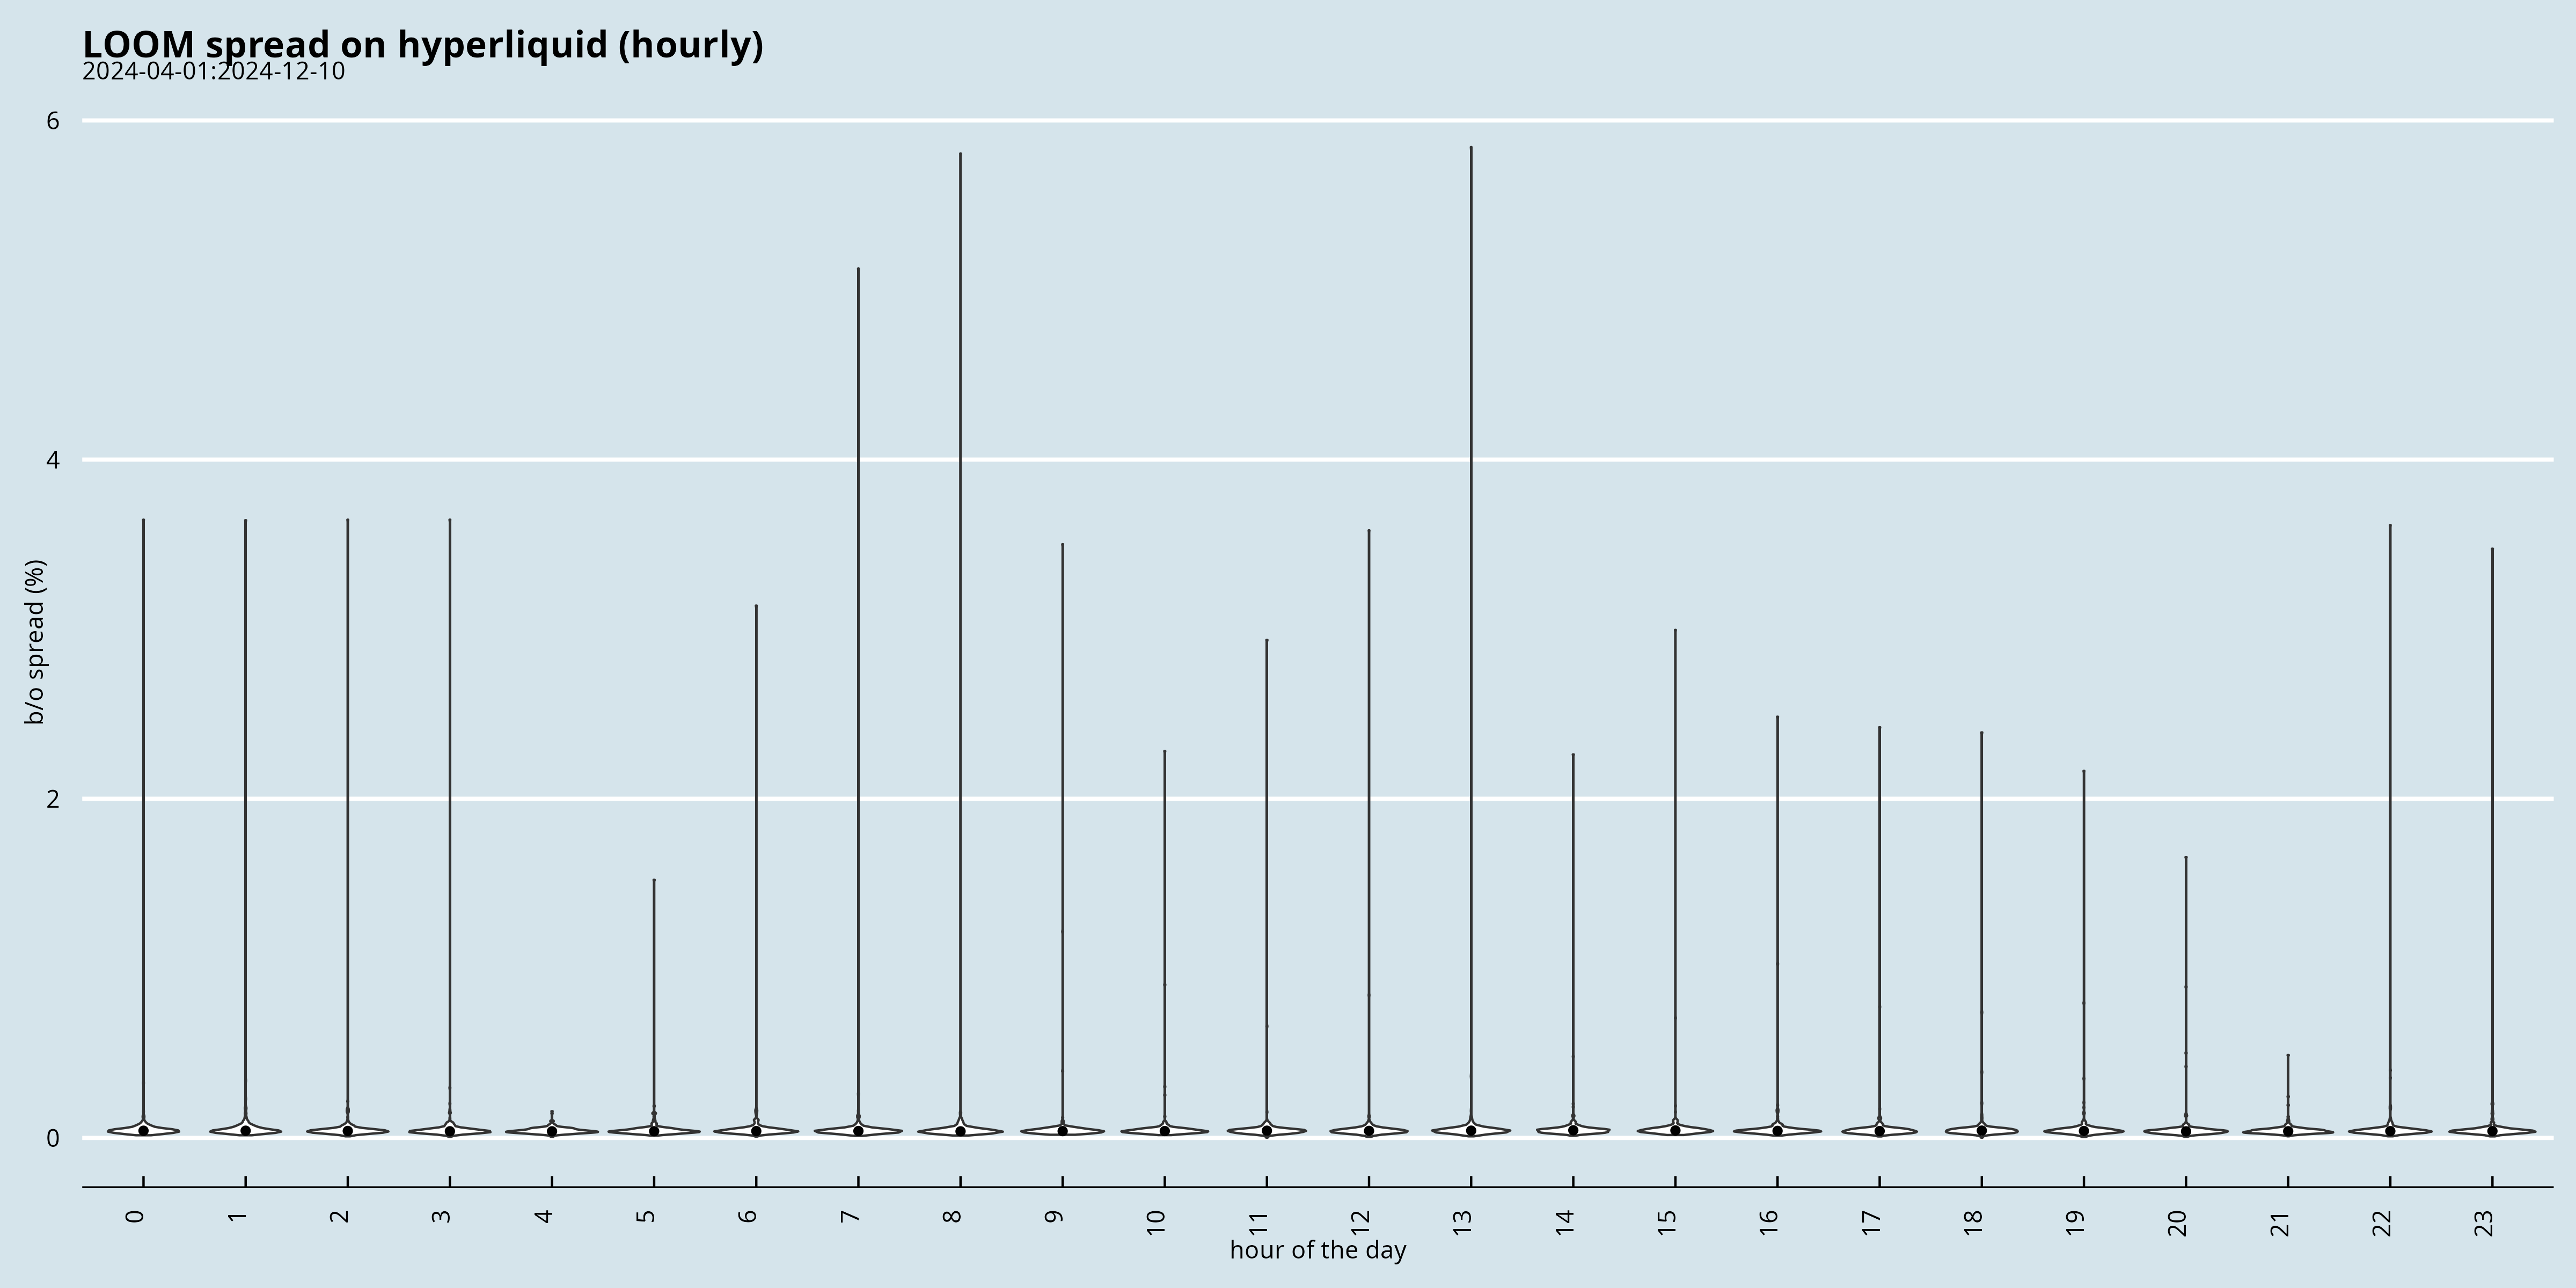 LOOM spread on hyperliquid (hourly)
2024-04-01:2024-12-10
6
4
2
0
b/o spread (%)
0 1 2 3 4 5 6 7 8 9 10 11 12 13 14 15 16 17 18 19 20 21 22 23
hour of the day